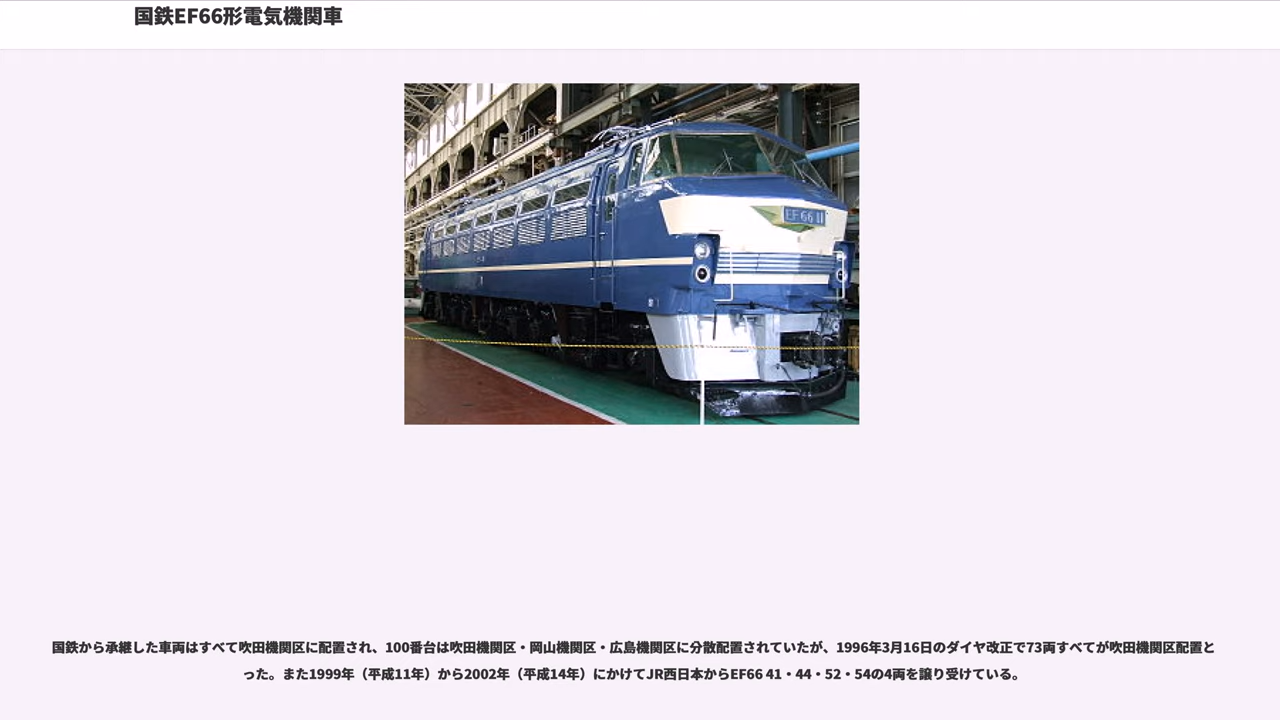 国鉄EF66形電気機関車
EF66 11
国鉄から承継した車両はすべて吹田機関区に配置され、100番台は吹田機関区・岡山機関区・広島機関区に分散配置されていたが、1996年3月16日のダイヤ改正で73両すべてが吹田機関区配置と
った。また1999年（平成11年）から2002年（平成14年）にかけてJR西日本からEF66 41・44・52・54の4両を譲り受けている。